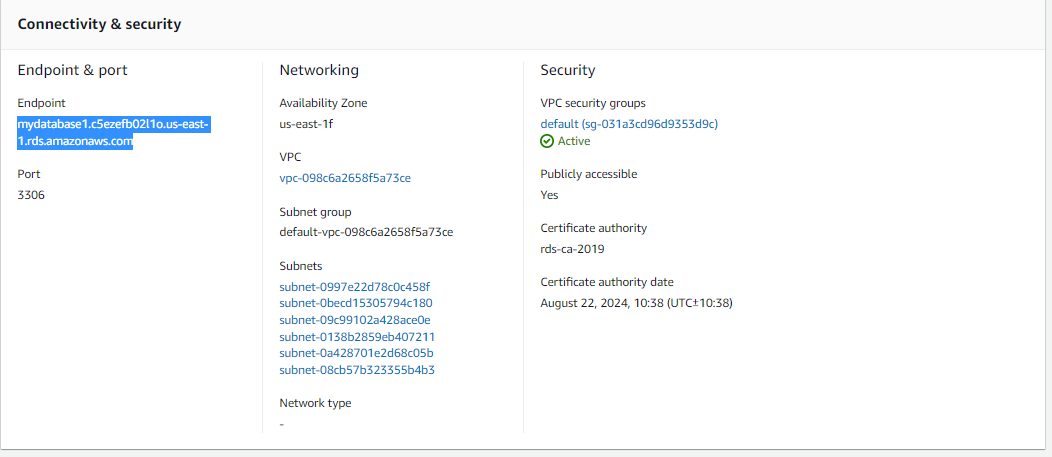 Connectivity & security
Endpoint & port
Endpoint
mydatabase1.c5ezefb02l1o.us-east-
1.rds.amazonaws.com
Port
3306
Networking
Availability Zone
us-east-1f
VPC
vpc-098c6a2658f5a73ce
Subnet group
default-vpc-098c6a2658f5a73ce
Subnets
subnet-0997e22d78c0c458f
subnet-0becd15305794c180
subnet-09c99102a428ace0e
subnet-0138b2859eb407211
subnet-0a428701e2d68c05b
subnet-08cb57b323355b4b3
Network type
-
Security
VPC security groups
default (sg-031a3cd96d9353d9c)
Active
Publicly accessible
Yes
Certificate authority
rds-ca-2019
Certificate authority date
August 22, 2024, 10:38 (UTC±10:38)